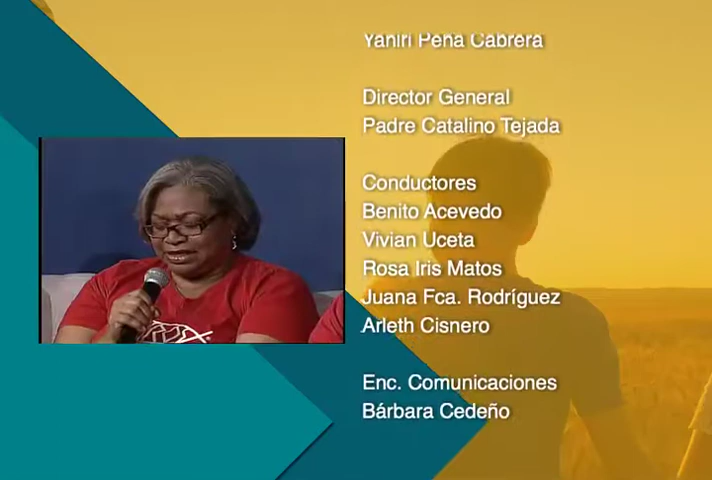 Yaniri Peña Cabrera
Director General
Padre Catalino Tejada
Conductores
Benito Acevedo
Vivian Uceta
Rosa Iris Matos
Juana Fca. Rodríguez
Arleth Cisnero
Enc. Comunicaciones
Bárbara Cedeño